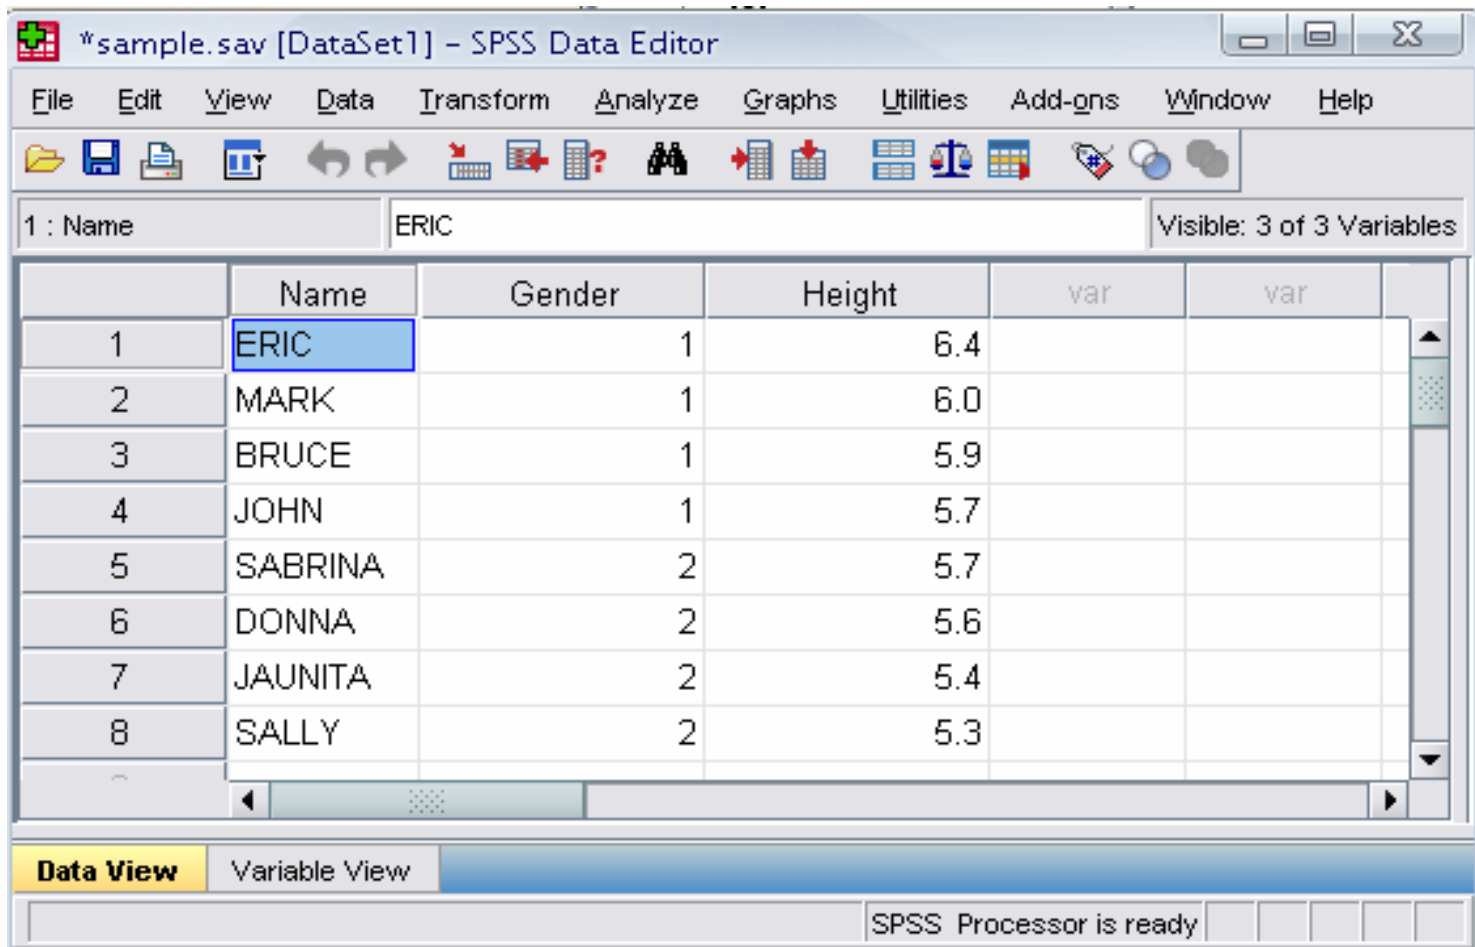 *sample.sav [DataSet1] - SPSS Data Editor
File Edit View Data Transform Analyze Graphs Utilities Add-ons Window Help
1 : Name ERIC Visible: 3 of 3 Variables
Name Gender Height var var
1 ERIC 1 6.4
2 MARK 1 6.0
3 BRUCE 1 5.9
4 JOHN 1 5.7
5 SABRINA 2 5.7
6 DONNA 2 5.6
7 JAUNITA 2 5.4
8 SALLY 2 5.3
Data View Variable View
SPSS Processor is ready